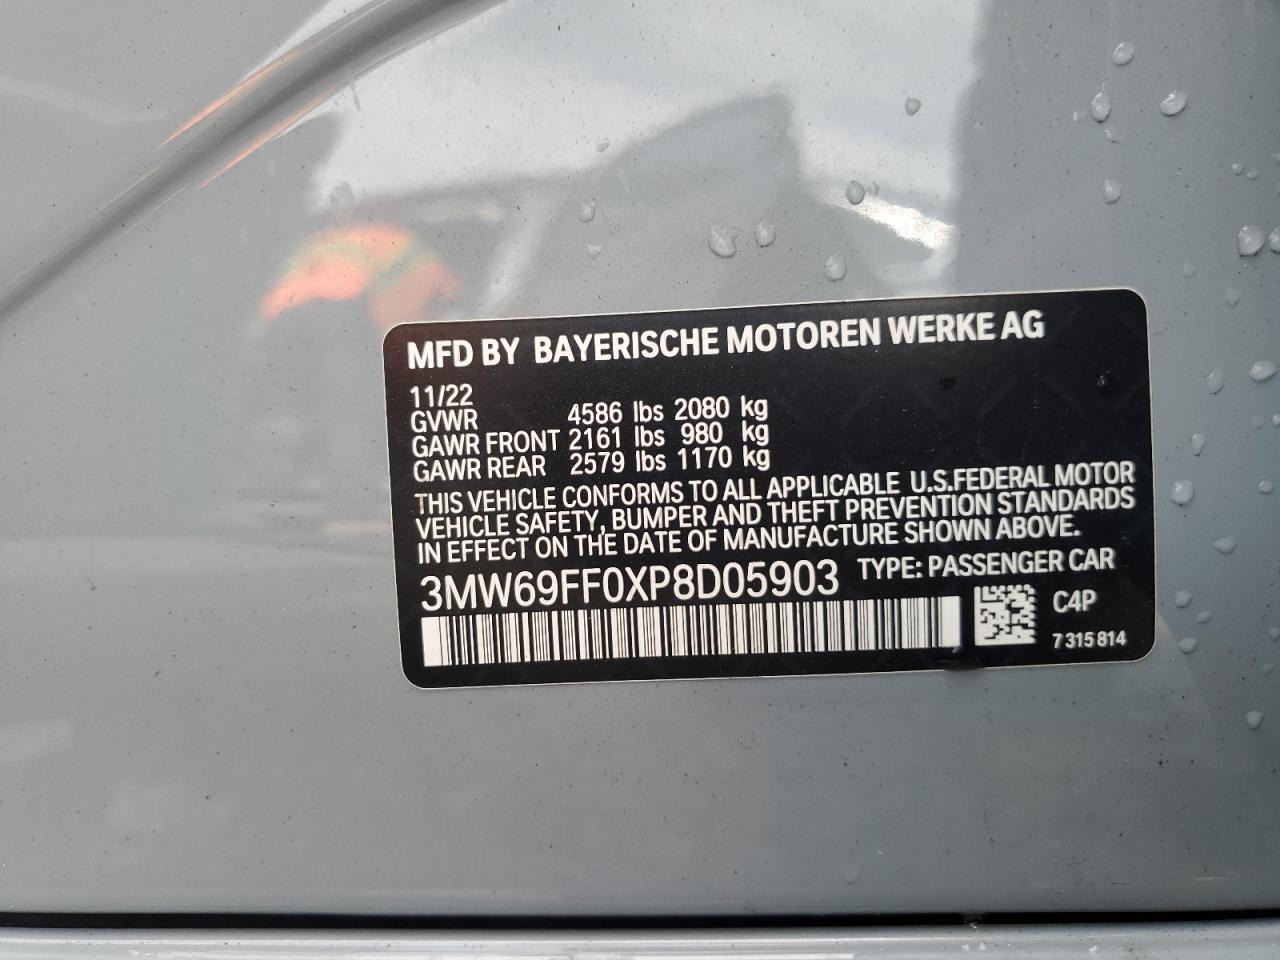 MFD BY BAYERISCHE MOTOREN WERKE AG
11/22
GVWR 4586 lbs 2080 kg
GAWR FRONT 2161 lbs 980 kg
GAWR REAR 2579 lbs 1170 kg
THIS VEHICLE CONFORMS TO ALL APPLICABLE U.S.FEDERAL MOTOR
VEHICLE SAFETY, BUMPER AND THEFT PREVENTION STANDARDS
IN EFFECT ON THE DATE OF MANUFACTURE SHOWN ABOVE.
3MW69FF0XP8D05903 TYPE: PASSENGER CAR
C4P
7 315 814